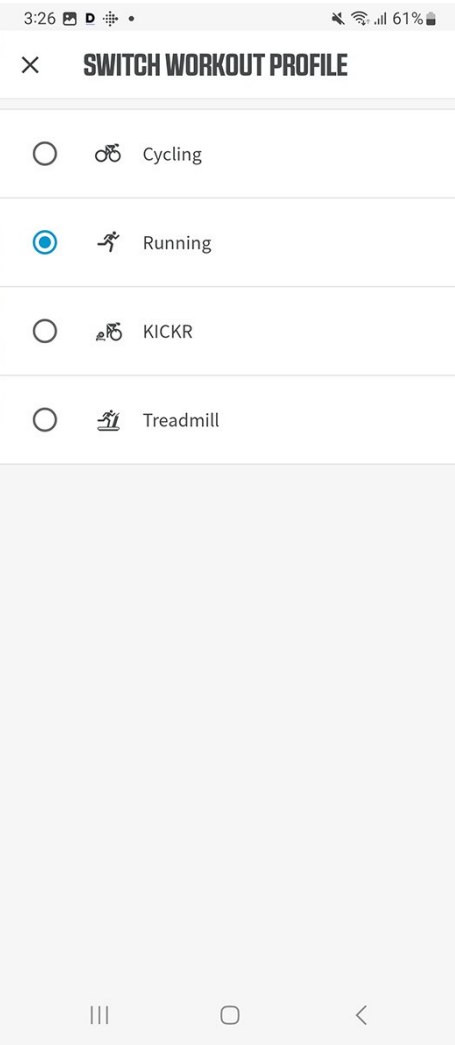 3:26 D 61%
SWITCH WORKOUT PROFILE
Cycling
Running
KICKR
Treadmill